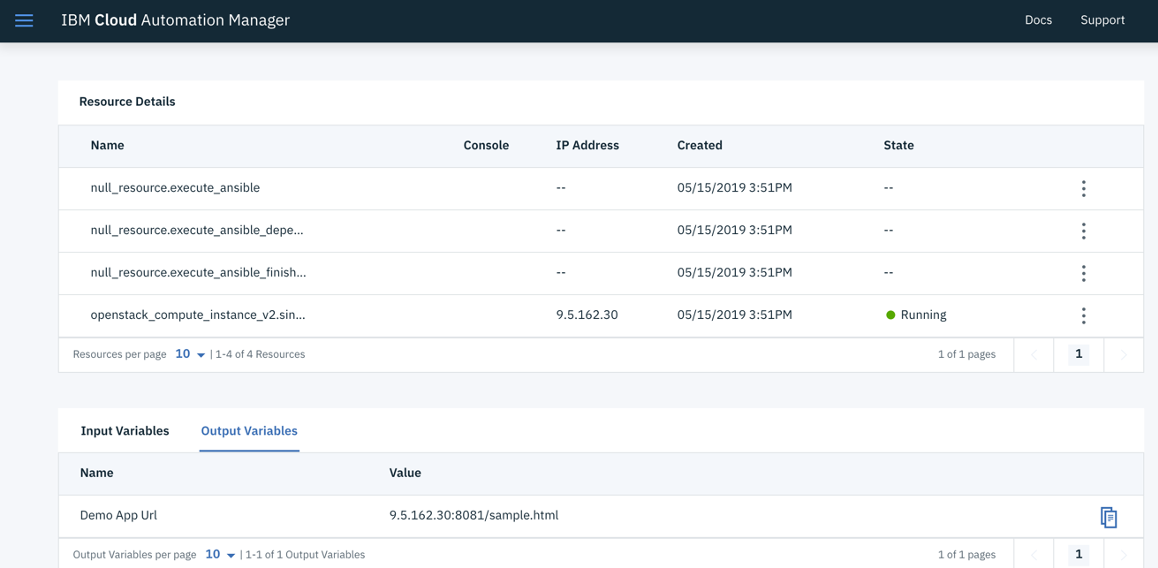 IBM Cloud Automation Manager Docs Support
Resource Details
Name Console IP Address Created State
null_resource.execute_ansible -- 05/15/2019 3:51PM --
null_resource.execute_ansible_depe... -- 05/15/2019 3:51PM --
null_resource.execute_ansible_finish... -- 05/15/2019 3:51PM --
openstack_compute_instance_v2.sin... 9.5.162.30 05/15/2019 3:51PM Running
Resources per page 10 | 1-4 of 4 Resources 1 of 1 pages 1
Input Variables Output Variables
Name Value
Demo App Url 9.5.162.30:8081/sample.html
Output Variables per page 10 | 1-1 of 1 Output Variables 1 of 1 pages 1